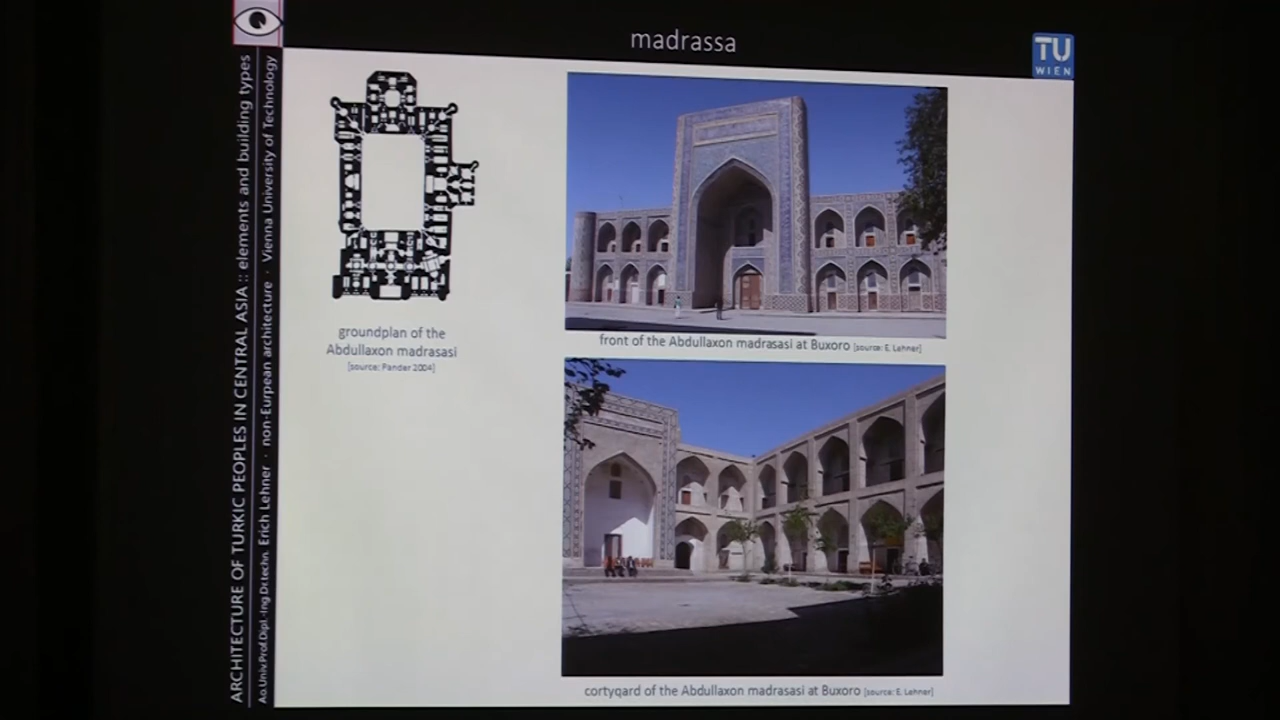 madrassa
TU
WIEN
ARCHITECTURE OF TURKIC PEOPLES IN CENTRAL ASIA :: elements and building types
Ao.Univ.Prof.Dipl.-Ing Dr.techn. Erich Lehner · non-Eurpean architecture · Vienna University of Technology
groundplan of the
Abdullaxon madrasasi
[source: Pander 2004]
front of the Abdullaxon madrasasi at Buxoro [source: E. Lehner]
cortyqard of the Abdullaxon madrasasi at Buxoro [source: E. Lehner]